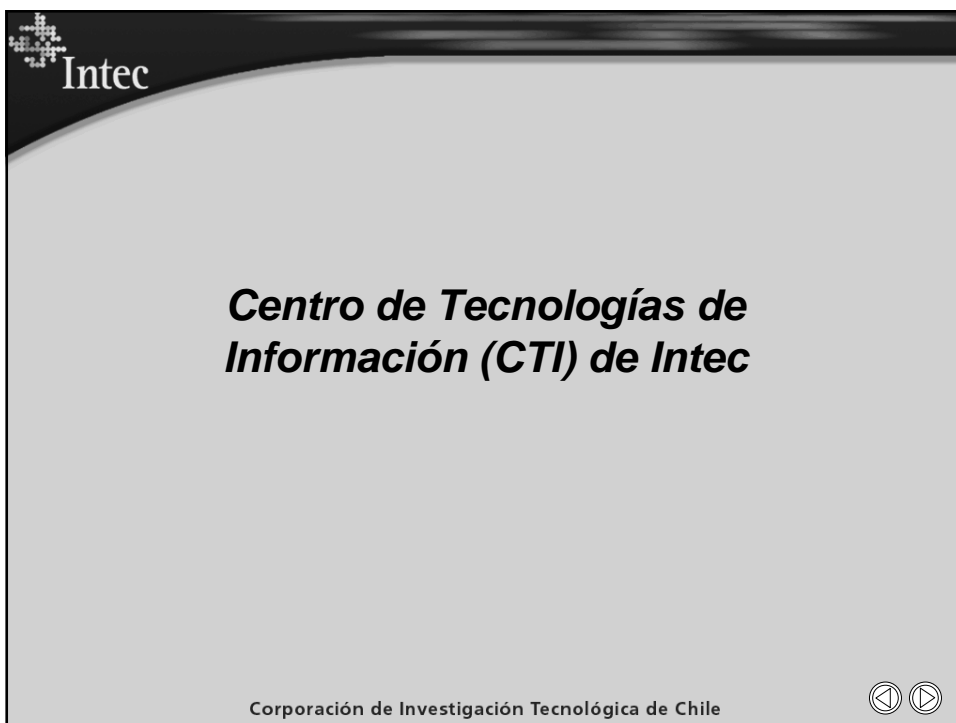 Intec
Centro de Tecnologías de
Información (CTI) de Intec
Corporación de Investigación Tecnológica de Chile